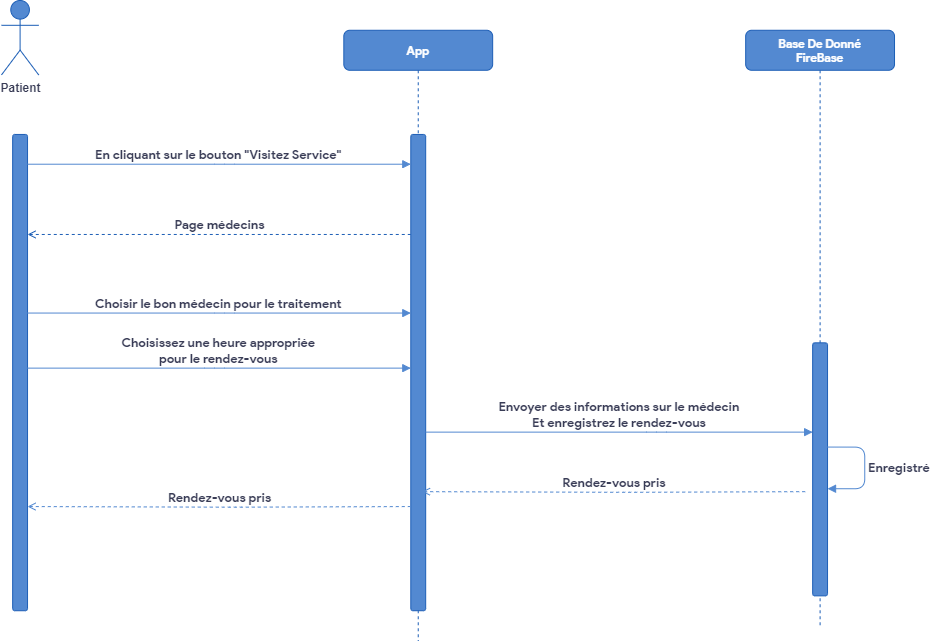 Patient
App
Base De Donné
FireBase
En cliquant sur le bouton "Visitez Service"
Page médecins
Choisir le bon médecin pour le traitement
Choisissez une heure appropriée
pour le rendez-vous
Envoyer des informations sur le médecin
Et enregistrez le rendez-vous
Enregistré
Rendez-vous pris
Rendez-vous pris